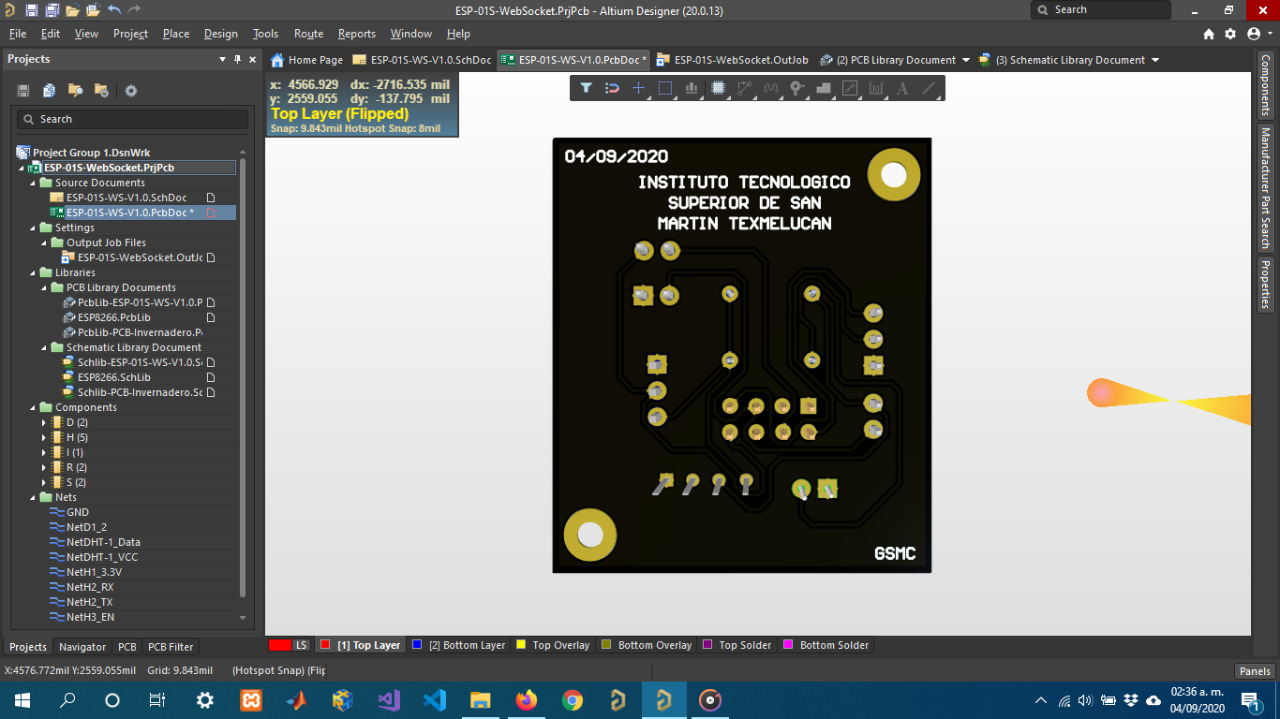 ESP-01S-WebSocket.PrjPcb - Altium Designer (20.0.13)
Search
File Edit View Project Place Design Tools Route Reports Window Help
Projects
Home Page ESP-01S-WS-V1.0.SchDoc ESP-01S-WS-V1.0.PcbDoc * ESP-01S-WebSocket.OutJob (2) PCB Library Document (3) Schematic Library Document
x: 4566.929 dx: -2716.535 mil
y: 2559.055 dy: -137.795 mil
Top Layer (Flipped)
Snap: 9.843mil Hotspot Snap: 8mil
Search
Project Group 1.DsnWrk
ESP-01S-WebSocket.PrjPcb
Source Documents
ESP-01S-WS-V1.0.SchDoc
ESP-01S-WS-V1.0.PcbDoc *
Settings
Output Job Files
ESP-01S-WebSocket.OutJo
Libraries
PCB Library Documents
PcbLib-ESP-01S-WS-V1.0.P
ESP8266.PcbLib
PcbLib-PCB-Invernadero.P
Schematic Library Document
Schlib-ESP-01S-WS-V1.0.S
ESP8266.SchLib
Schlib-PCB-Invernadero.Sc
Components
D (2)
H (5)
I (1)
R (2)
S (2)
Nets
GND
NetD1_2
NetDHT-1_Data
NetDHT-1_VCC
NetH1_3.3V
NetH2_RX
NetH2_TX
NetH3_EN
04/09/2020
INSTITUTO TECNOLOGICO
SUPERIOR DE SAN
MARTIN TEXMELUCAN
GSMC
Components
Manufacturer Part Search
Properties
Projects Navigator PCB PCB Filter
LS [1] Top Layer [2] Bottom Layer Top Overlay Bottom Overlay Top Solder Bottom Solder
X:4576.772mil Y:2559.055mil Grid: 9.843mil (Hotspot Snap) (Flip
Panels
02:36 a. m.
04/09/2020
1